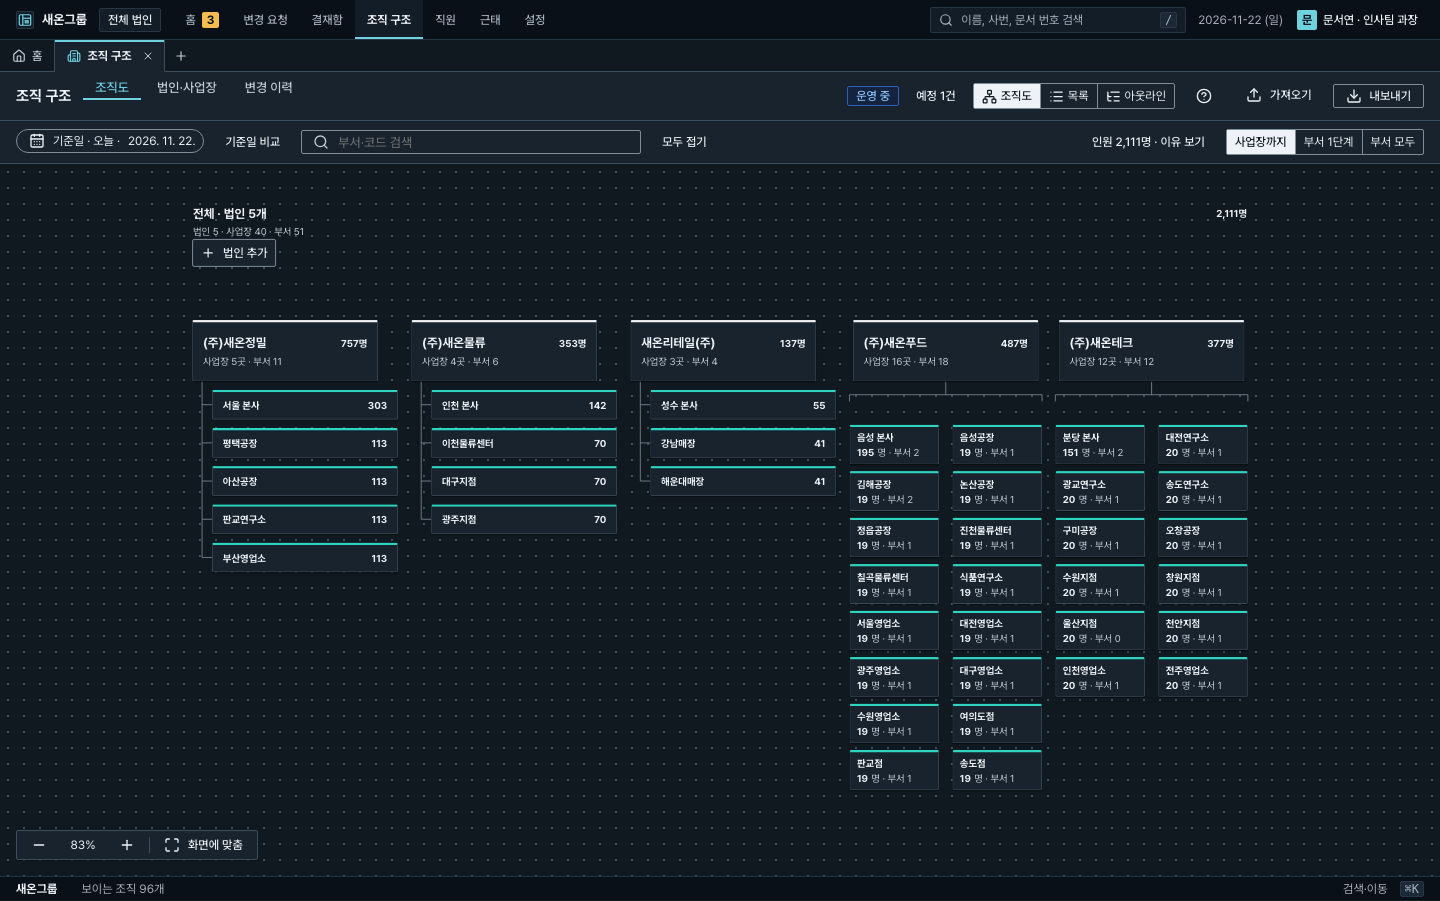 새온그룹 전체 법인 홈 3 변경 요청 결재함 조직 구조 직원 근태 설정 이름, 사번, 문서 번호 검색 / 2026-11-22 (일) 문 문서연 · 인사팀 과장
홈 조직 구조
조직 구조 조직도 법인·사업장 변경 이력 운영 중 예정 1건 조직도 목록 아웃라인 가져오기 내보내기
기준일 · 오늘 · 2026. 11. 22. 기준일 비교 부서·코드 검색 모두 접기 인원 2,111명 · 이유 보기 사업장까지 부서 1단계 부서 모두
전체 · 법인 5개 2,111명
법인 5 · 사업장 40 · 부서 51
법인 추가
(주)새온정밀 757명
사업장 5곳 · 부서 11
서울 본사 303
평택공장 113
아산공장 113
판교연구소 113
부산영업소 113
(주)새온물류 353명
사업장 4곳 · 부서 6
인천 본사 142
이천물류센터 70
대구지점 70
광주지점 70
새온리테일(주) 137명
사업장 3곳 · 부서 4
성수 본사 55
강남매장 41
해운대매장 41
(주)새온푸드 487명
사업장 16곳 · 부서 18
음성 본사
195 명 · 부서 2
음성공장
19 명 · 부서 1
김해공장
19 명 · 부서 2
논산공장
19 명 · 부서 1
정읍공장
19 명 · 부서 1
진천물류센터
19 명 · 부서 1
칠곡물류센터
19 명 · 부서 1
식품연구소
19 명 · 부서 1
서울영업소
19 명 · 부서 1
대전영업소
19 명 · 부서 1
광주영업소
19 명 · 부서 1
대구영업소
19 명 · 부서 1
수원영업소
19 명 · 부서 1
여의도점
19 명 · 부서 1
판교점
19 명 · 부서 1
송도점
19 명 · 부서 1
(주)새온테크 377명
사업장 12곳 · 부서 12
분당 본사
151 명 · 부서 2
대전연구소
20 명 · 부서 1
광교연구소
20 명 · 부서 1
송도연구소
20 명 · 부서 1
구미공장
20 명 · 부서 1
오창공장
20 명 · 부서 1
수원지점
20 명 · 부서 1
창원지점
20 명 · 부서 1
울산지점
20 명 · 부서 0
천안지점
20 명 · 부서 1
인천영업소
20 명 · 부서 1
전주영업소
20 명 · 부서 1
83% 화면에 맞춤
새온그룹 보이는 조직 96개 검색·이동 ⌘K